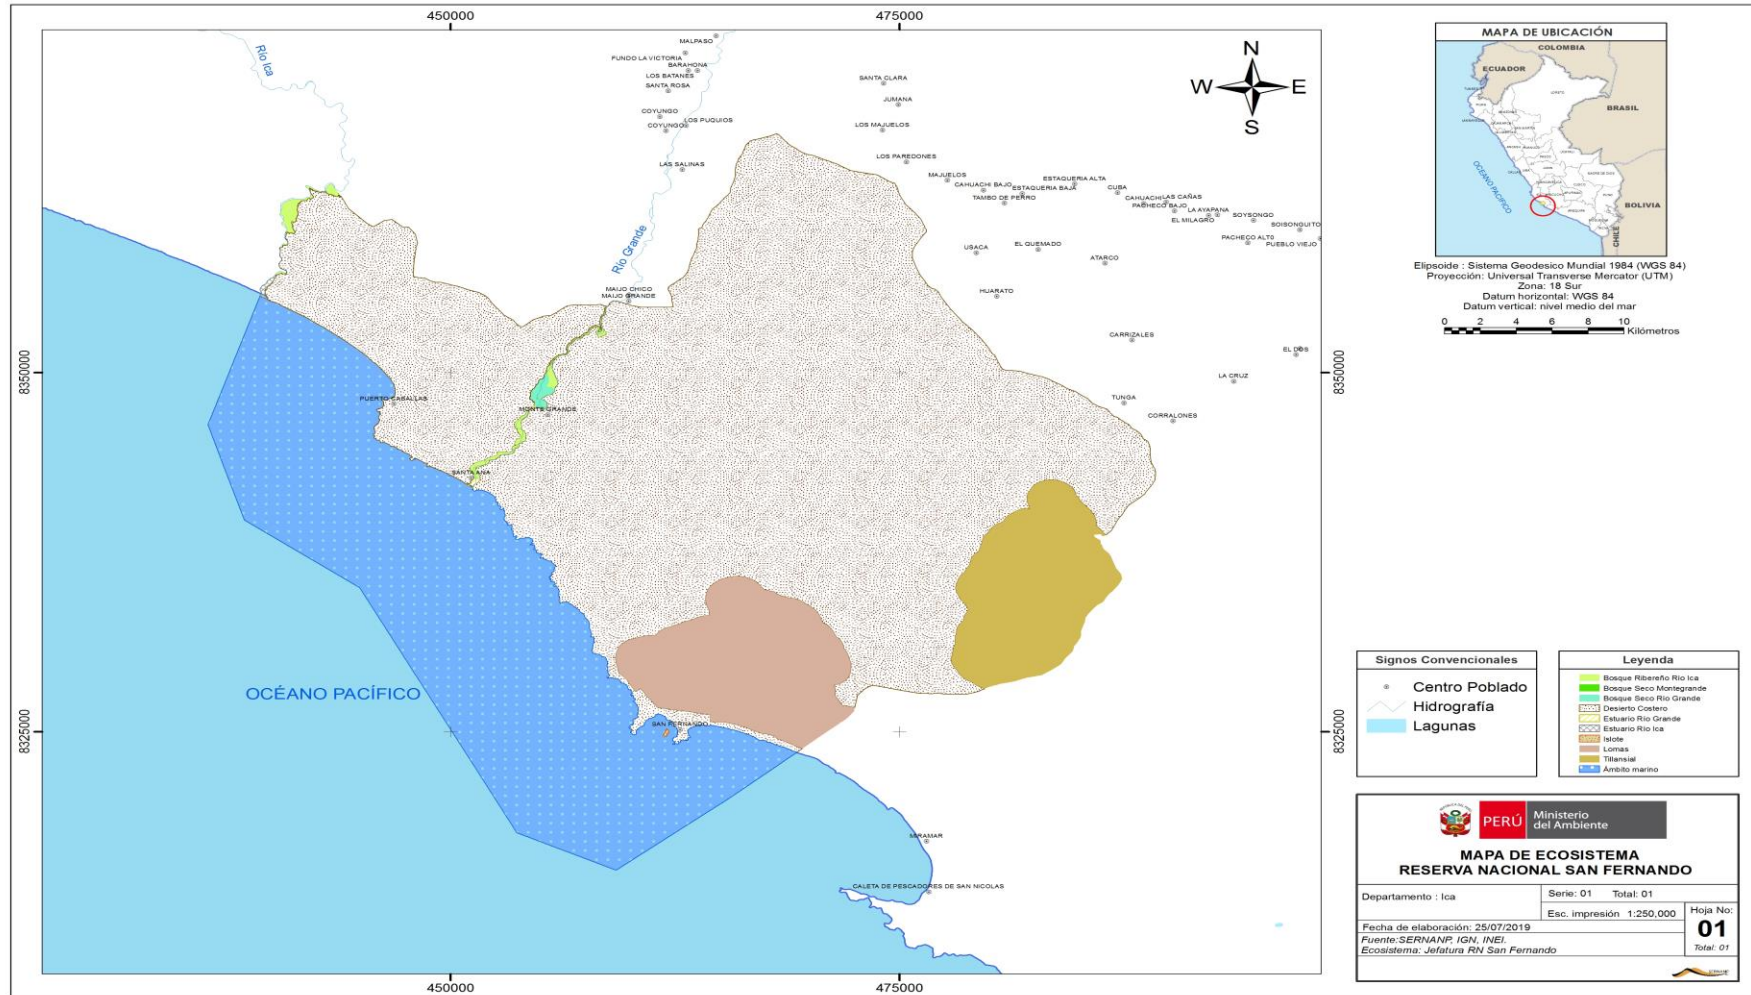 450000
475000
Río Ica
MALPASO
FUNDO LA VICTORIA
BARAHONA
LOS BATANES
SANTA ROSA
COYUNGO
LOS PUQUIOS
COYUNGO
LAS SALINAS
SANTA CLARA
JUMANA
LOS MAJUELOS
LOS PAREDONES
MAJUELOS
CAHUACHI BAJO
ESTAQUERIA ALTA
ESTAQUERIA BAJA
TAMBO DE PERRO
CUBA
CAHUACHI
LAS CAÑAS
PACHECO BAJO
LA AYAPANA
EL MILAGRO
SOYSONGO
SOISONGUITO
PACHECO ALTO
PUEBLO VIEJO
USACA
EL QUEMADO
ATARCO
HUARATO
Río Grande
MAIJO CHICO
MAIJO GRANDE
CARRIZALES
EL DOS
LA CRUZ
TUNGA
CORRALONES
PUERTO CABALLAS
MONTE GRANDE
SANTA ANA
SAN FERNANDO
OCÉANO PACÍFICO
MIRAMAR
CALETA DE PESCADORES DE SAN NICOLAS
N
W
E
S
8350000
8350000
8325000
8325000
450000
475000
MAPA DE UBICACIÓN
COLOMBIA
ECUADOR
BRASIL
OCÉANO PACÍFICO
BOLIVIA
CHILE
Elipsoide : Sistema Geodesico Mundial 1984 (WGS 84)
Proyección: Universal Transverse Mercator (UTM)
Zona: 18 Sur
Datum horizontal: WGS 84
Datum vertical: nivel medio del mar
0 2 4 6 8 10
Kilómetros
Signos Convencionales
Centro Poblado
Hidrografía
Lagunas
Leyenda
Bosque Ribereño Río Ica
Bosque Seco Montegrande
Bosque Seco Río Grande
Desierto Costero
Estuario Río Grande
Estuario Río Ica
Islote
Lomas
Tillansial
Ámbito marino
PERÚ
Ministerio
del Ambiente
MAPA DE ECOSISTEMA
RESERVA NACIONAL SAN FERNANDO
Departamento : Ica
Serie: 01 Total: 01
Esc. impresión 1:250,000
Hoja No:
01
Total: 01
Fecha de elaboración: 25/07/2019
Fuente:SERNANP, IGN, INEI.
Ecosistema: Jefatura RN San Fernando